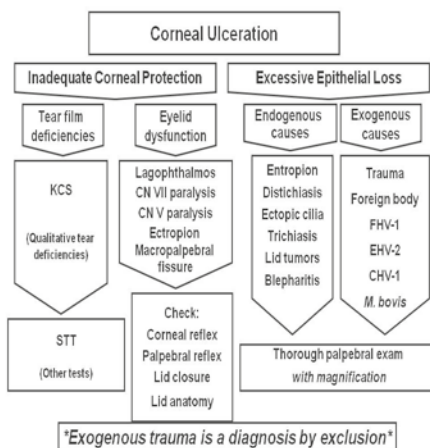 Corneal Ulceration
Inadequate Corneal Protection
Excessive Epithelial Loss
Tear film
deficiencies
Eyelid
dysfunction
Endogenous
causes
Exogenous
causes
KCS
(Qualitative tear
deficiencies)
Lagophthalmos
CN VII paralysis
CN V paralysis
Ectropion
Macropalpebral
fissure
Entropion
Distichiasis
Ectopic cilia
Trichiasis
Lid tumors
Blepharitis
Trauma
Foreign body
FHV-1
EHV-2
CHV-1
M. bovis
STT
(Other tests)
Check:
Corneal reflex
Palpebral reflex
Lid closure
Lid anatomy
Thorough palpebral exam
with magnification
*Exogenous trauma is a diagnosis by exclusion*